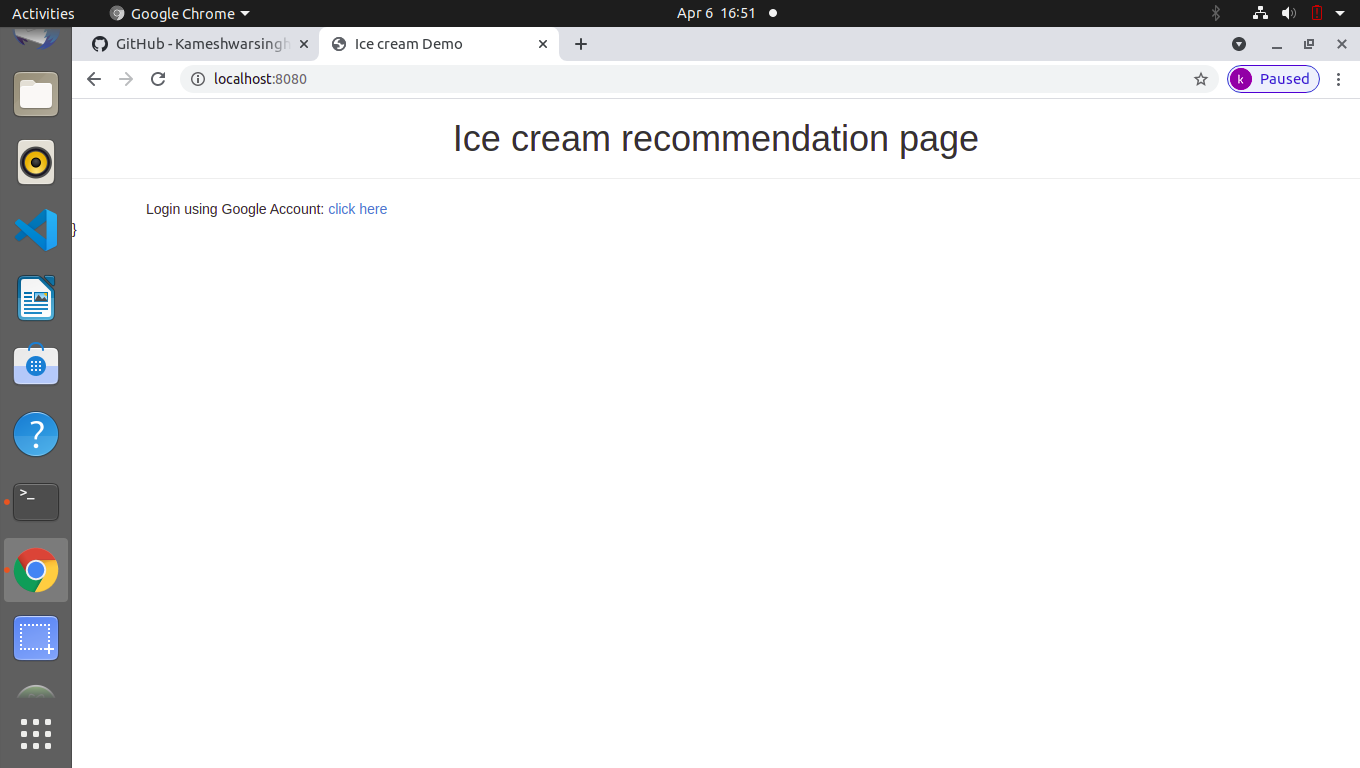 Activities
Google Chrome
Apr 6 16:51
GitHub - Kameshwarsingh
Ice cream Demo
localhost:8080
k
Paused
Ice cream recommendation page
Login using Google Account: click here
}
?
>_